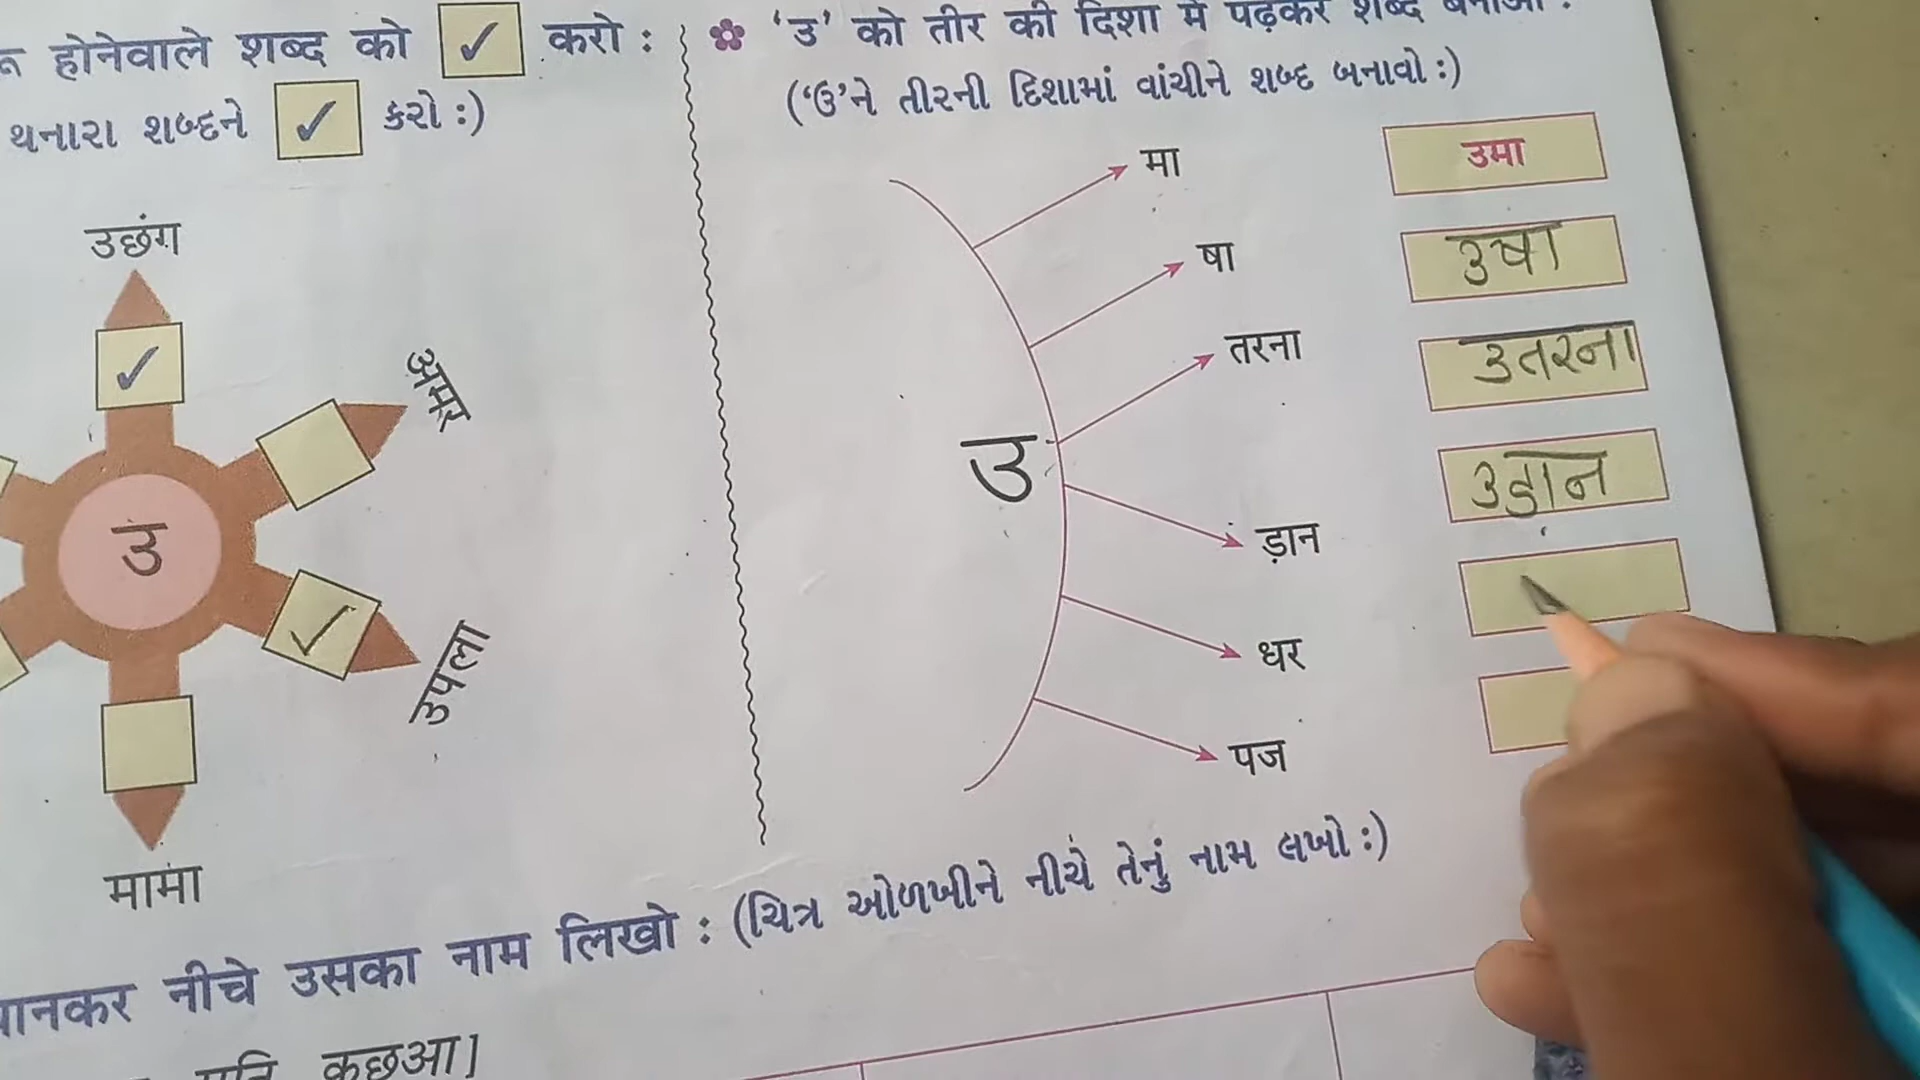 होनेवाले शब्द को ✓ करो :
થનારા શબ્દને ✓ કરો :)
उछंग
✓
अमर
उ
✓
उपला
मामा
❀ 'उ' को तीर की दिशा में पढ़कर शब्द बनाओ :
('ઉ'ને તીરની દિશામાં વાંચીને શબ્દ બનાવો :)
मा उमा
षा उषा
तरना उतरना
उ
ड़ान उडान
धर
पज
नीचे उसका नाम लिखो : (ચિત્ર ઓળખીને નીચે તેનું નામ લખો :)
कछुआ]